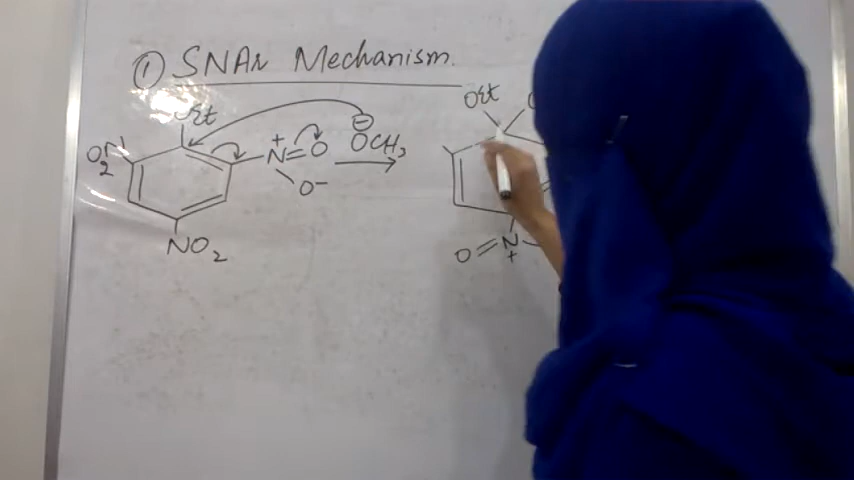 ① SNAr Mechanism.
OEt
OEt
O2N
N+=O
⊖
OCH3
O−
NO2
O=N+